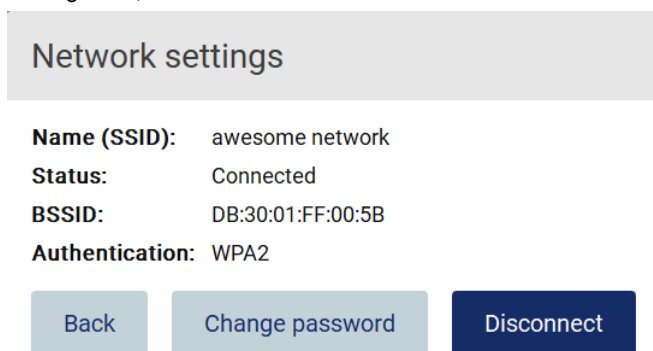 Network settings
Name (SSID): awesome network
Status: Connected
BSSID: DB:30:01:FF:00:5B
Authentication: WPA2
Back Change password Disconnect